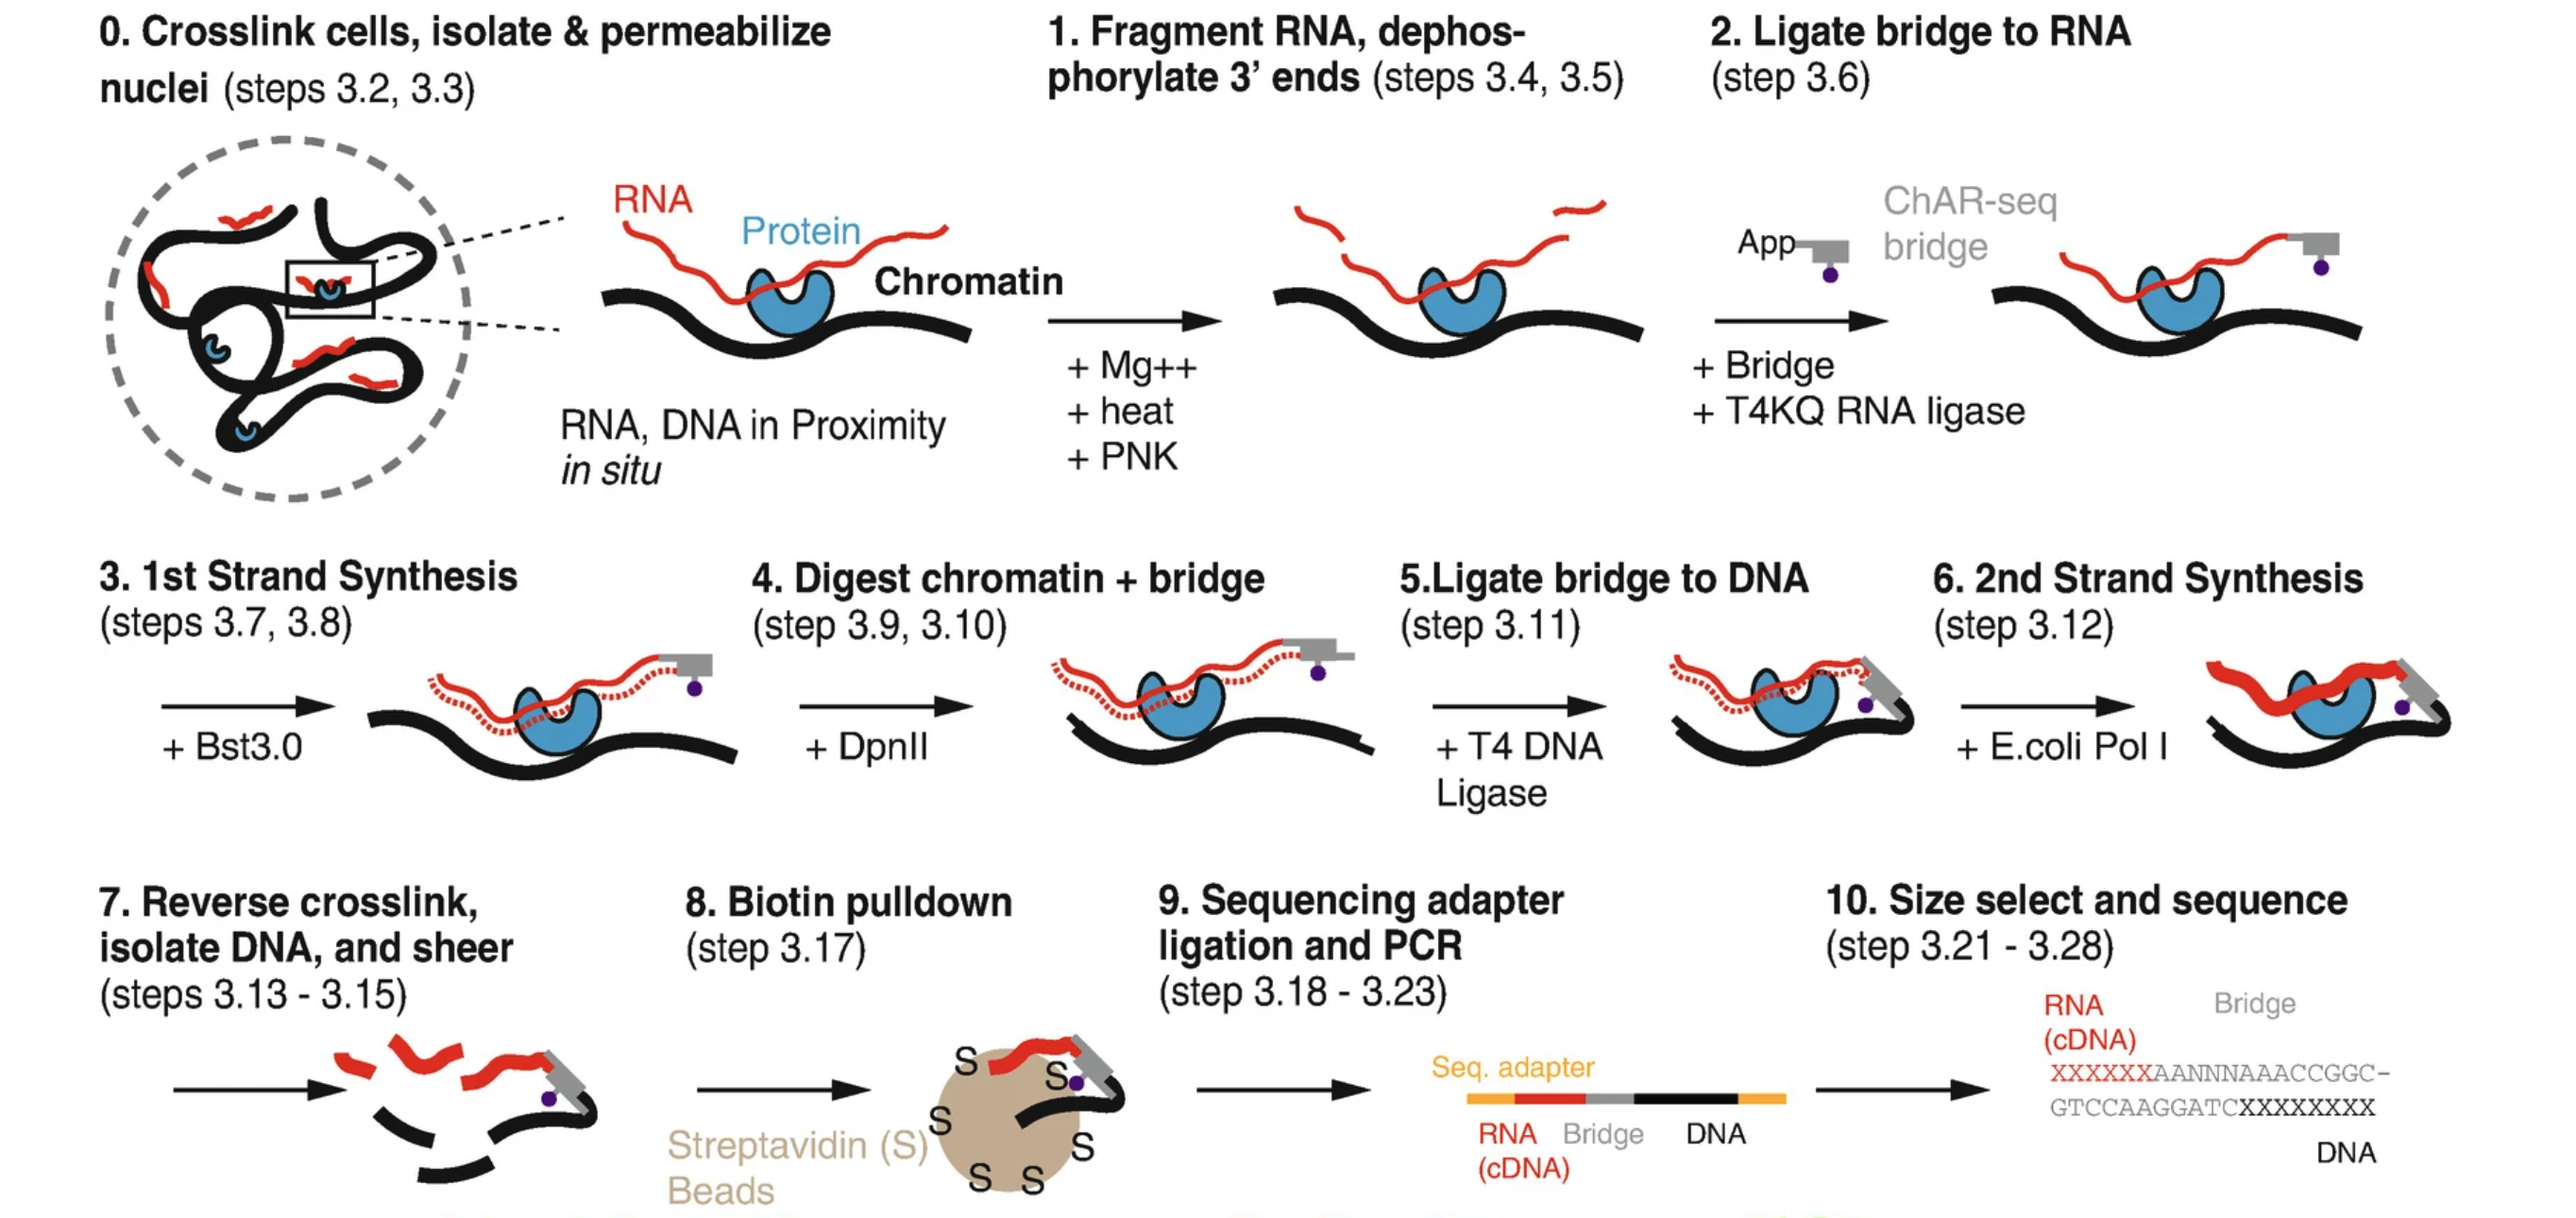 0. Crosslink cells, isolate & permeabilize
nuclei (steps 3.2, 3.3)
1. Fragment RNA, dephos-
phorylate 3’ ends (steps 3.4, 3.5)
2. Ligate bridge to RNA
(step 3.6)
RNA
Protein
Chromatin
RNA, DNA in Proximity
in situ
+ Mg++
+ heat
+ PNK
App
ChAR-seq
bridge
+ Bridge
+ T4KQ RNA ligase
3. 1st Strand Synthesis
(steps 3.7, 3.8)
+ Bst3.0
4. Digest chromatin + bridge
(step 3.9, 3.10)
+ DpnII
5.Ligate bridge to DNA
(step 3.11)
+ T4 DNA
Ligase
6. 2nd Strand Synthesis
(step 3.12)
+ E.coli Pol I
7. Reverse crosslink,
isolate DNA, and sheer
(steps 3.13 - 3.15)
8. Biotin pulldown
(step 3.17)
S
S
S
S
S
S
Streptavidin (S)
Beads
9. Sequencing adapter
ligation and PCR
(step 3.18 - 3.23)
Seq. adapter
RNA Bridge DNA
(cDNA)
10. Size select and sequence
(step 3.21 - 3.28)
RNA Bridge
(cDNA)
XXXXXXAANNNAAACCGGC-
GTCCAAGGATCXXXXXXXX
DNA